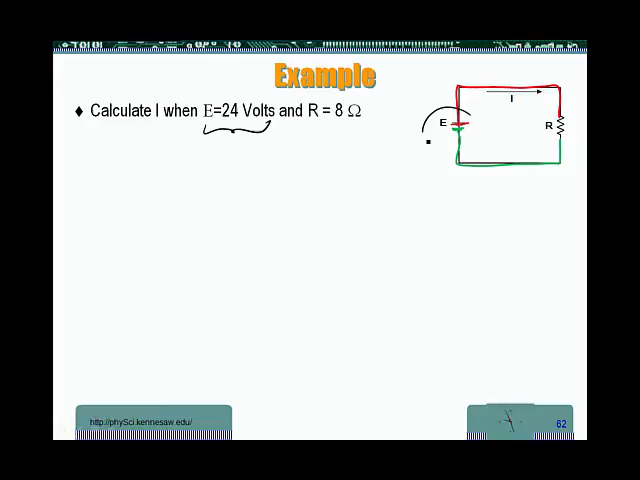 Example
♦ Calculate I when E=24 Volts and R = 8 Ω
I
E
R
http://phySci.kennesaw.edu/
62